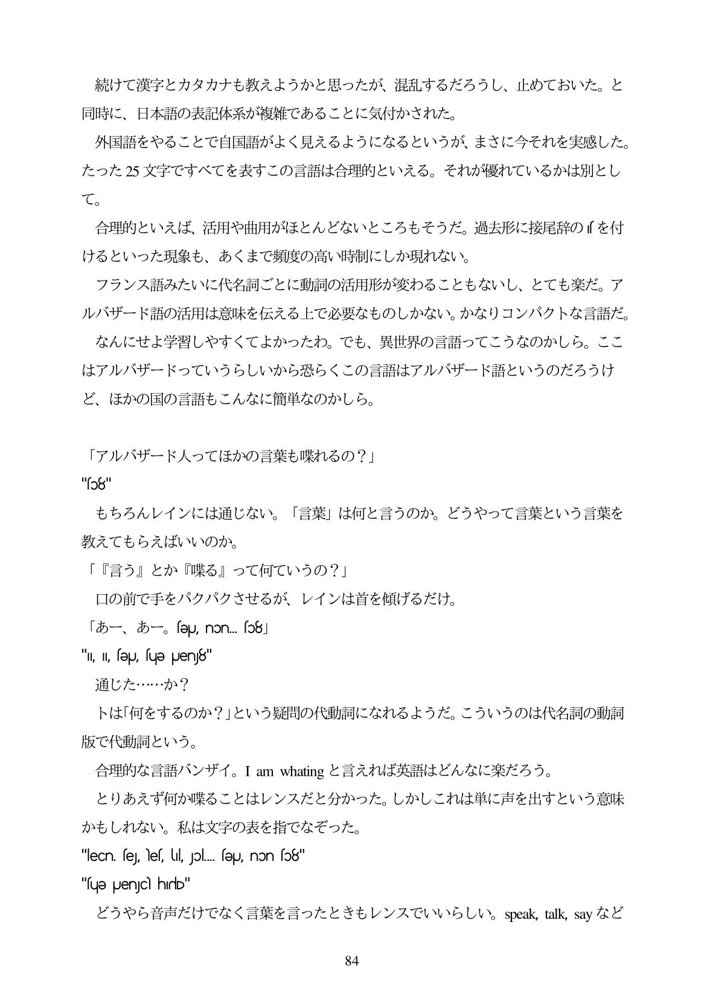 続けて漢字とカタカナも教えようかと思ったが、混乱するだろうし、止めておいた。と
同時に、日本語の表記体系が複雑であることに気付かされた。
外国語をやることで自国語がよく見えるようになるというが、まさに今それを実感した。
たった 25 文字ですべてを表すこの言語は合理的といえる。それが優れているかは別とし
て。
合理的といえば、活用や曲用がほとんどないところもそうだ。過去形に接尾辞の を付
けるといった現象も、あくまで頻度の高い時制にしか現れない。
フランス語みたいに代名詞ごとに動詞の活用形が変わることもないし、とても楽だ。ア
ルバザード語の活用は意味を伝える上で必要なものしかない。かなりコンパクトな言語だ。
なんにせよ学習しやすくてよかったわ。でも、異世界の言語ってこうなのかしら。ここ
はアルバザードっていうらしいから恐らくこの言語はアルバザード語というのだろうけ
ど、ほかの国の言語もこんなに簡単なのかしら。
「アルバザード人ってほかの言葉も喋れるの？」
もちろんレインには通じない。「言葉」は何と言うのか。どうやって言葉という言葉を
教えてもらえばいいのか。
「『言う』とか『喋る』って何ていうの？」
口の前で手をパクパクさせるが、レインは首を傾げるだけ。
「あー、あー。」
通じた……か？
トは「何をするのか？」という疑問の代動詞になれるようだ。こういうのは代名詞の動詞
版で代動詞という。
合理的な言語バンザイ。I am whating と言えれば英語はどんなに楽だろう。
とりあえず何か喋ることはレンスだと分かった。しかしこれは単に声を出すという意味
かもしれない。私は文字の表を指でなぞった。
どうやら音声だけでなく言葉を言ったときもレンスでいいらしい。speak, talk, say など
84